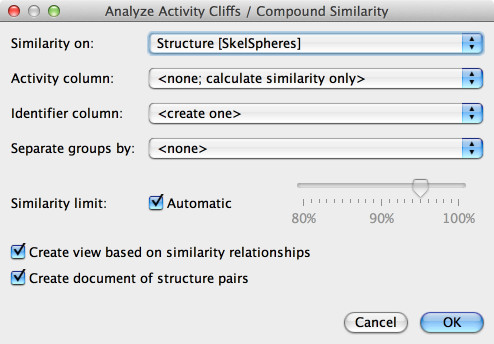 Analyze Activity Cliffs / Compound Similarity
Similarity on: Structure [SkelSpheres]
Activity column: <none; calculate similarity only>
Identifier column: <create one>
Separate groups by: <none>
Similarity limit: Automatic
80% 90% 100%
Create view based on similarity relationships
Create document of structure pairs
Cancel OK